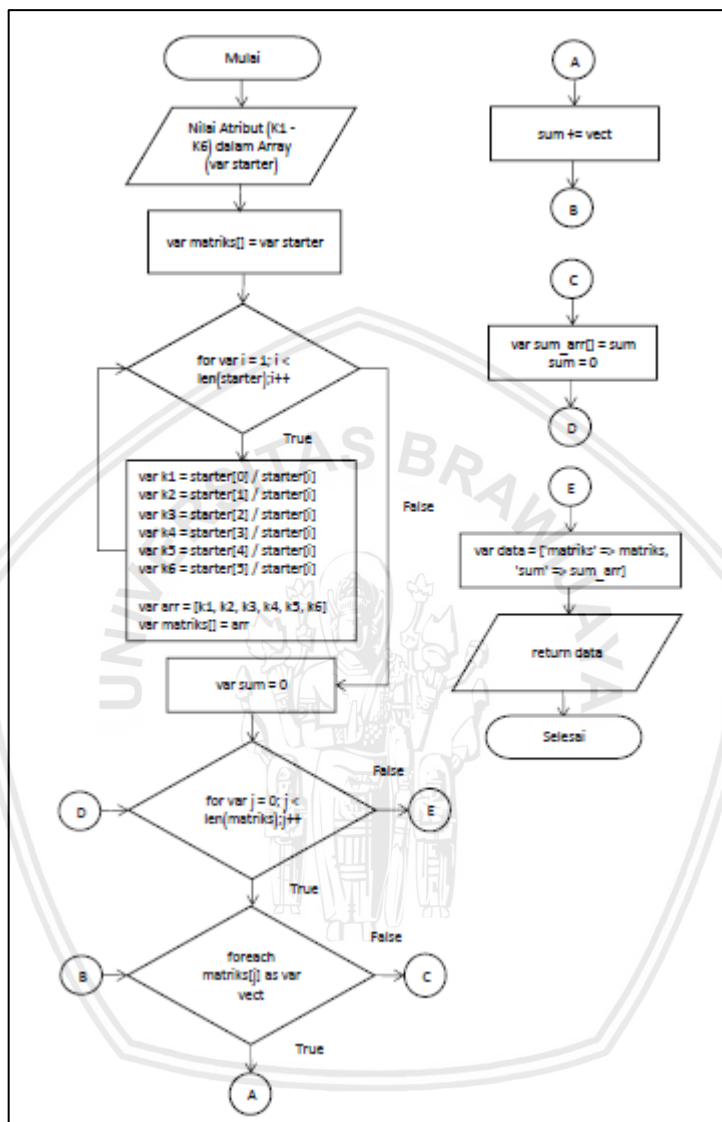 Mulai
Nilai Atribut (K1 -
K6) dalam Array
(var starter)
var matriks[] = var starter
for var i = 1; i <
len(starter);i++
True
False
var k1 = starter[0] / starter[i]
var k2 = starter[1] / starter[i]
var k3 = starter[2] / starter[i]
var k4 = starter[3] / starter[i]
var k5 = starter[4] / starter[i]
var k6 = starter[5] / starter[i]
var arr = [k1, k2, k3, k4, k5, k6]
var matriks[] = arr
var sum = 0
D
for var j = 0; j <
len(matriks);j++
False
E
True
B
foreach
matriks[j] as var
vect
False
C
True
A
A
sum += vect
B
C
var sum_arr[] = sum
sum = 0
D
E
var data = ['matriks' => matriks,
'sum' => sum_arr]
return data
Selesai
UNIVERSITAS BRAWIJAYA